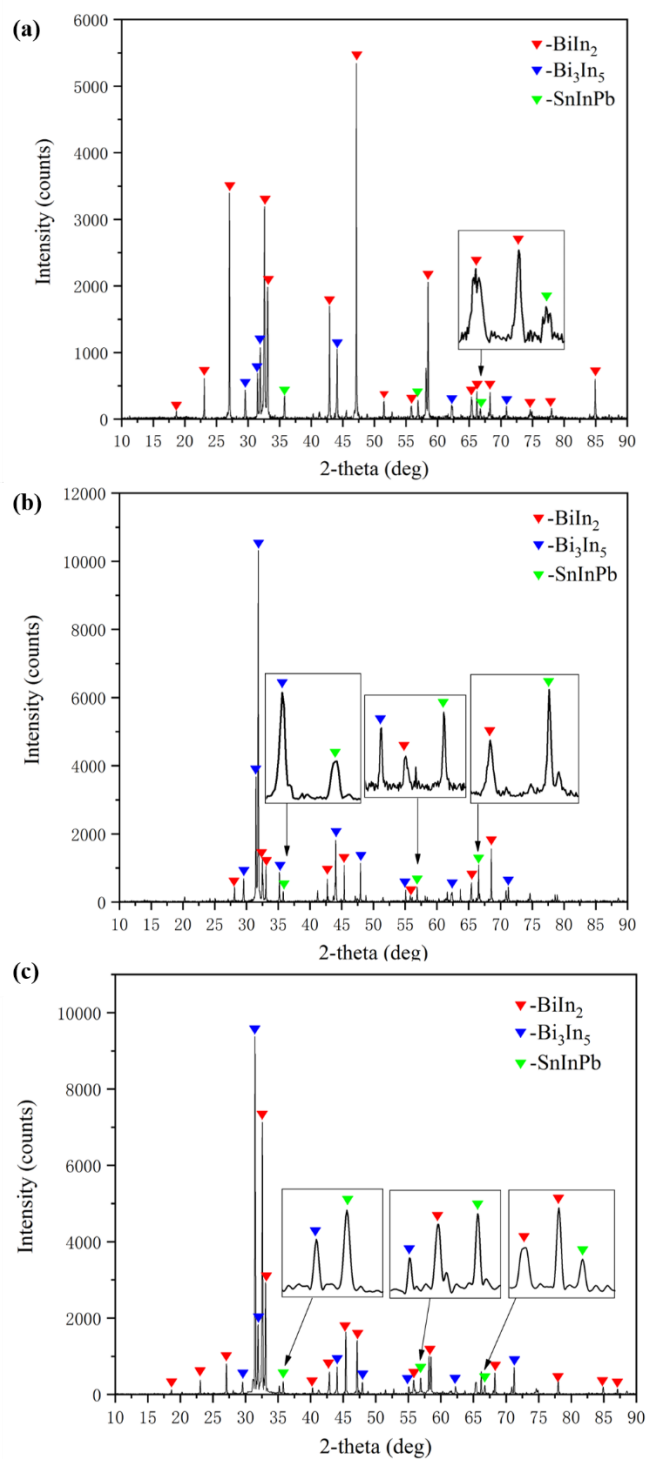 (a)
6000
5000
4000
3000
2000
1000
0
Intensity (counts)
-BiIn₂
-Bi₃In₅
-SnInPb
10 15 20 25 30 35 40 45 50 55 60 65 70 75 80 85 90
2-theta (deg)
(b)
12000
10000
8000
6000
4000
2000
0
Intensity (counts)
-BiIn₂
-Bi₃In₅
-SnInPb
10 15 20 25 30 35 40 45 50 55 60 65 70 75 80 85 90
2-theta (deg)
(c)
10000
8000
6000
4000
2000
0
Intensity (counts)
-BiIn₂
-Bi₃In₅
-SnInPb
10 15 20 25 30 35 40 45 50 55 60 65 70 75 80 85 90
2-theta (deg)